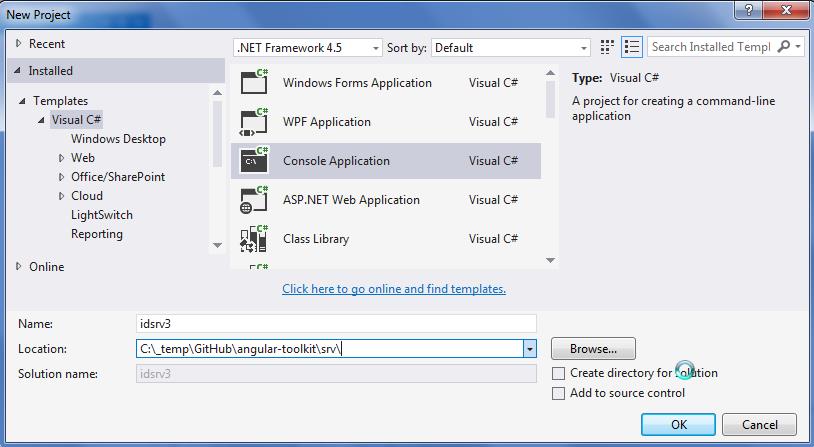 New Project
Recent
.NET Framework 4.5 Sort by: Default Search Installed Templ
Installed
Templates
Visual C#
Windows Desktop
Web
Office/SharePoint
Cloud
LightSwitch
Reporting
Online
C# Windows Forms Application Visual C#
C# WPF Application Visual C#
C# C:\ Console Application Visual C#
C# ASP.NET Web Application Visual C#
C# Class Library Visual C#
C#
Type: Visual C#
A project for creating a command-line
application
Click here to go online and find templates.
Name: idsrv3
Location: C:\_temp\GitHub\angular-toolkit\srv\ Browse...
Solution name: idsrv3 Create directory for solution
Add to source control
OK Cancel